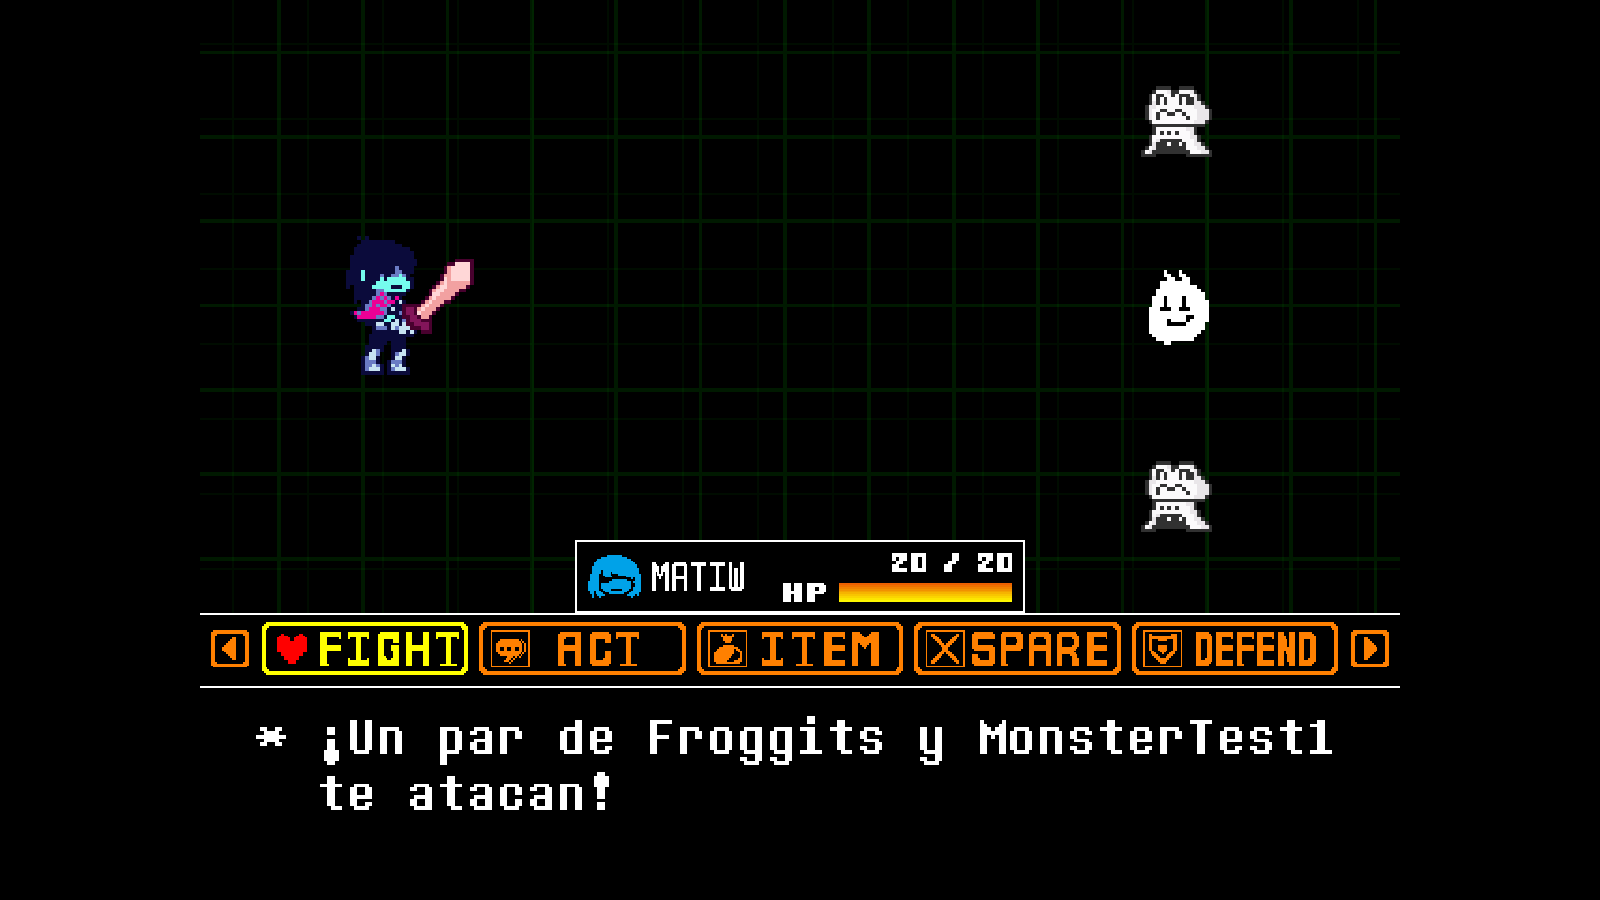 MATIW
20 / 20
HP
FIGHT
ACT
ITEM
SPARE
DEFEND
* ¡Un par de Froggits y MonsterTest1
te atacan!